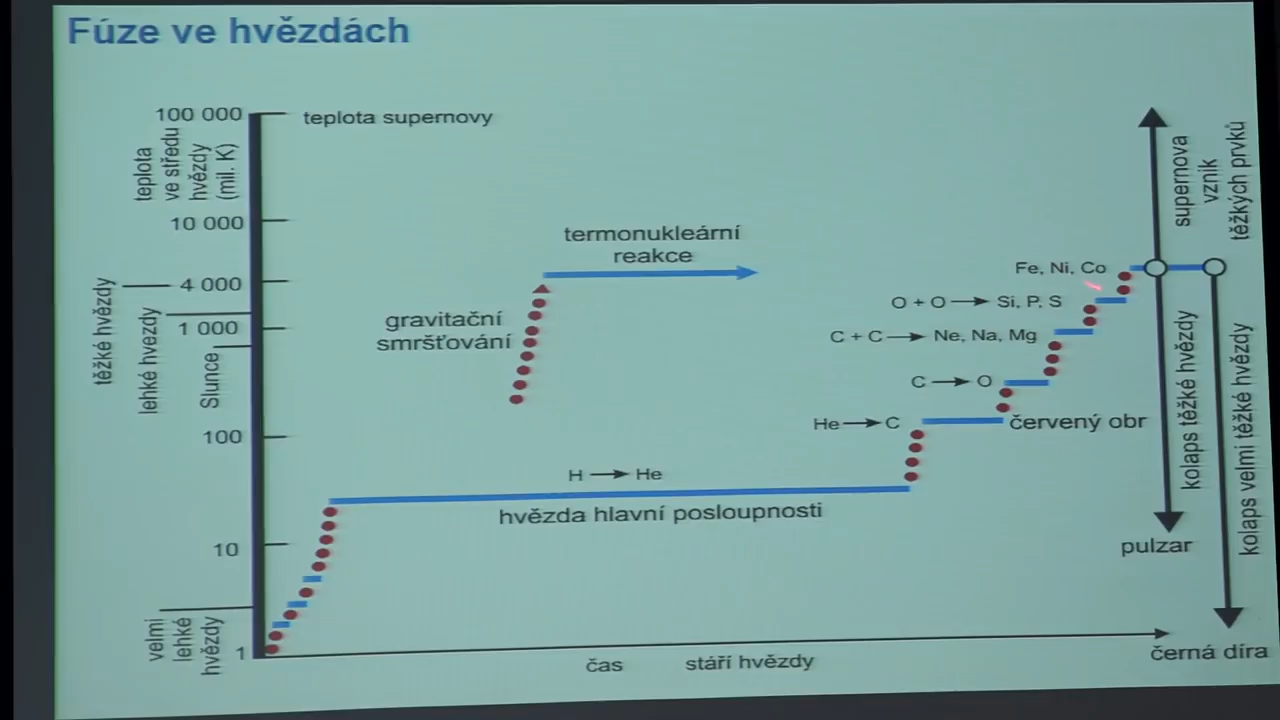 Fúze ve hvězdách
100 000
teplota supernovy
teplota
ve středu
hvězdy
(mil. K)
10 000
4 000
1 000
100
10
1
těžké hvězdy
lehké hvezdy
Slunce
velmi
lehké
hvězdy
termonukleární
reakce
gravitační
smršťování
Fe, Ni, Co
O + O → Si, P, S
C + C → Ne, Na, Mg
C → O
He → C
červený obr
H → He
hvězda hlavní posloupnosti
supernova
vznik
těžkých prvků
kolaps těžké hvězdy
kolaps velmi těžké hvězdy
pulzar
černá díra
čas stáří hvězdy